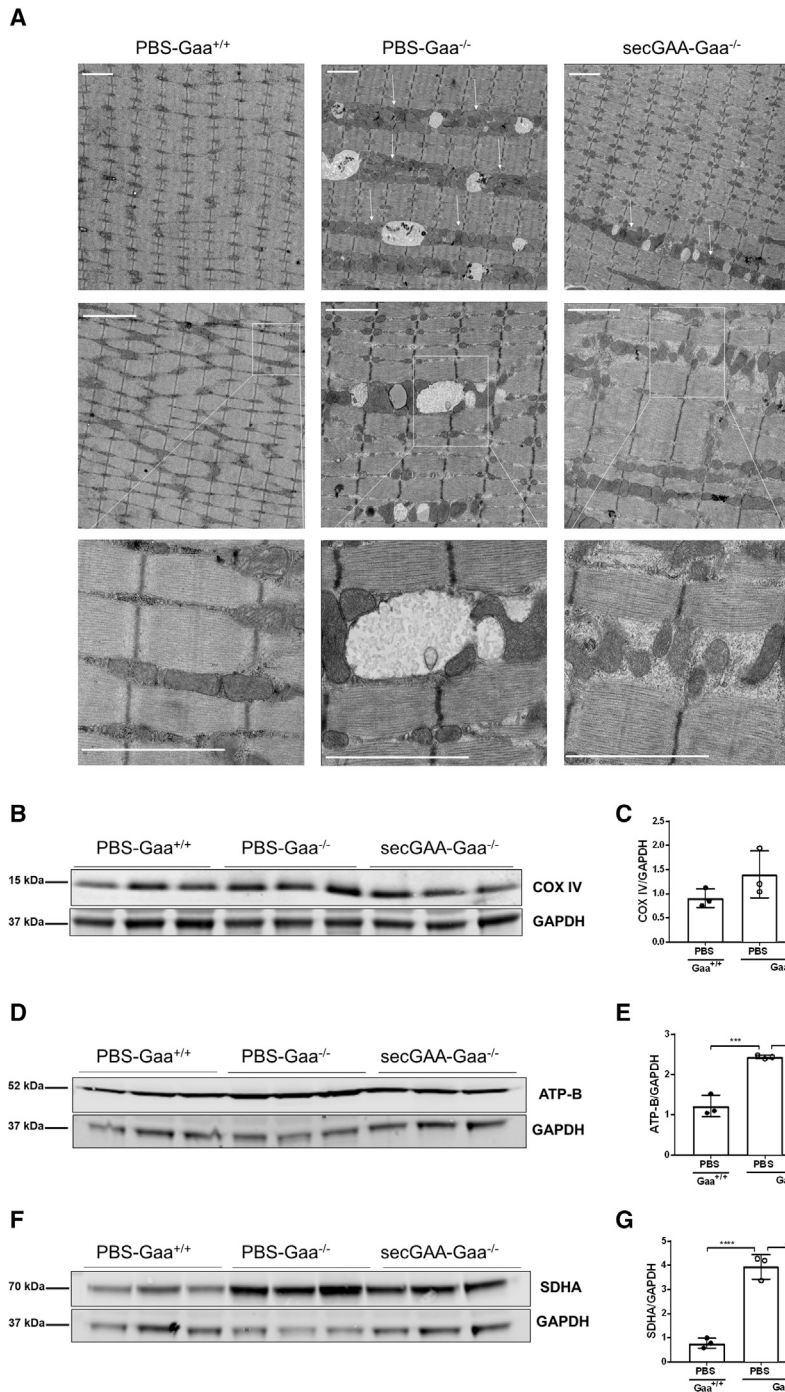 A
PBS-Gaa+/+
PBS-Gaa-/-
secGAA-Gaa-/-
B
PBS-Gaa+/+
PBS-Gaa-/-
secGAA-Gaa-/-
15 kDa
COX IV
37 kDa
GAPDH
C
COX IV/GAPDH
2.5
2.0
1.5
1.0
0.5
0.0
PBS
PBS
Gaa+/+
Gaa
D
PBS-Gaa+/+
PBS-Gaa-/-
secGAA-Gaa-/-
52 kDa
ATP-B
37 kDa
GAPDH
E
ATP-B/GAPDH
3
2
1
0
***
PBS
PBS
Gaa+/+
Ga
F
PBS-Gaa+/+
PBS-Gaa-/-
secGAA-Gaa-/-
70 kDa
SDHA
37 kDa
GAPDH
G
SDHA/GAPDH
5
4
3
2
1
0
****
PBS
PBS
Gaa+/+
Ga